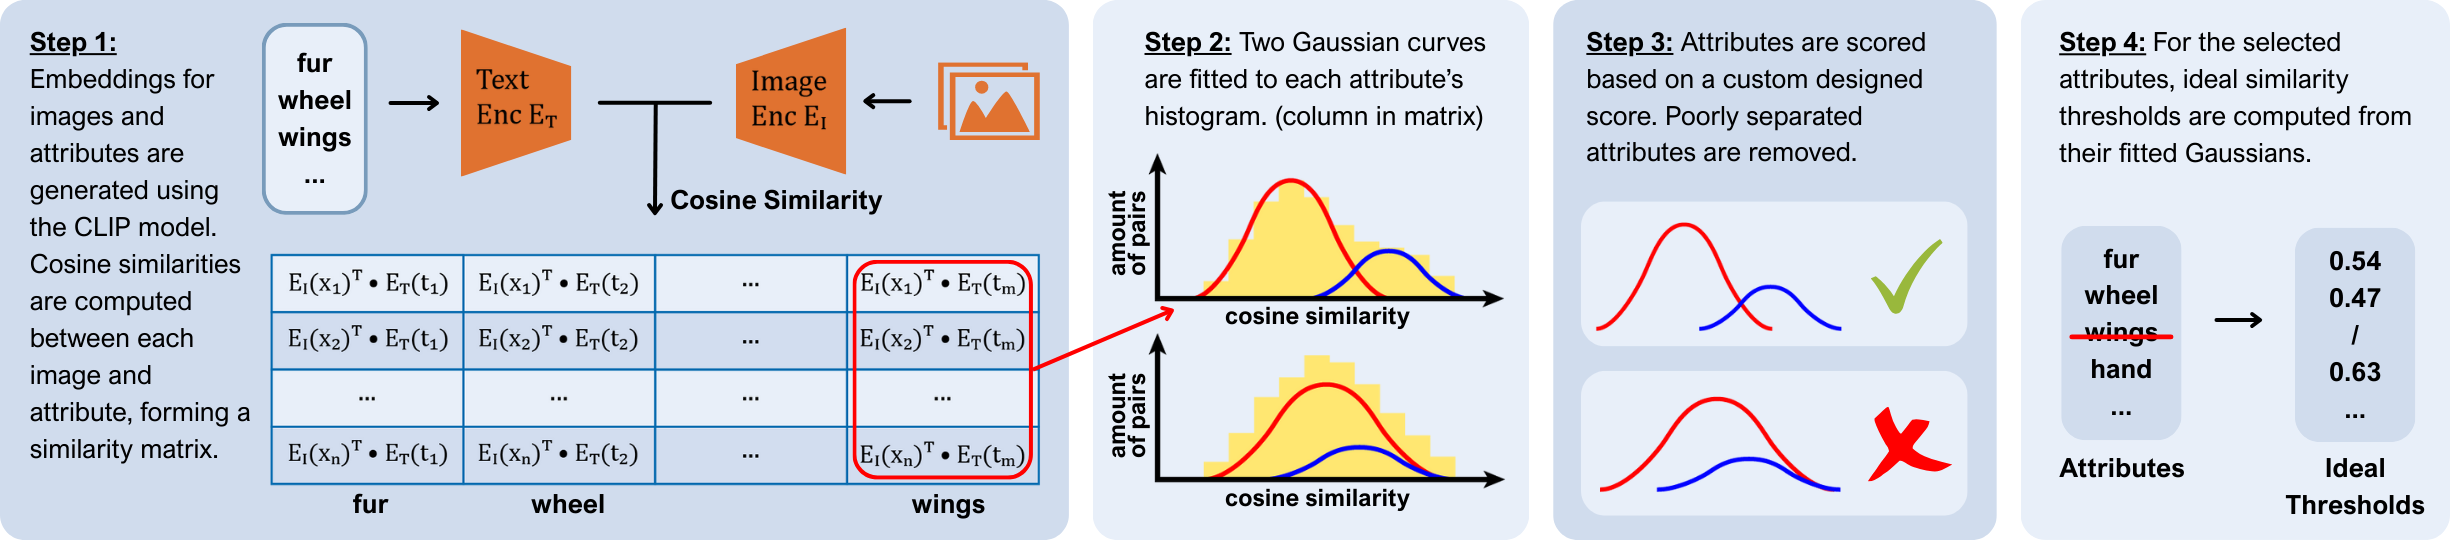 Step 1:
Embeddings for
images and
attributes are
generated using
the CLIP model.
Cosine similarities
are computed
between each
image and
attribute, forming a
similarity matrix.
fur
wheel
wings
...
Text
Enc E_T
Image
Enc E_I
Cosine Similarity
E_I(x_1)^T • E_T(t_1) E_I(x_1)^T • E_T(t_2) ... E_I(x_1)^T • E_T(t_m)
E_I(x_2)^T • E_T(t_1) E_I(x_2)^T • E_T(t_2) ... E_I(x_2)^T • E_T(t_m)
... ... ... ...
E_I(x_n)^T • E_T(t_1) E_I(x_n)^T • E_T(t_2) ... E_I(x_n)^T • E_T(t_m)
fur wheel wings
Step 2: Two Gaussian curves
are fitted to each attribute's
histogram. (column in matrix)
amount
of pairs
cosine similarity
amount
of pairs
cosine similarity
Step 3: Attributes are scored
based on a custom designed
score. Poorly separated
attributes are removed.
Step 4: For the selected
attributes, ideal similarity
thresholds are computed from
their fitted Gaussians.
fur
wheel
wings
hand
...
Attributes
0.54
0.47
/
0.63
...
Ideal
Thresholds